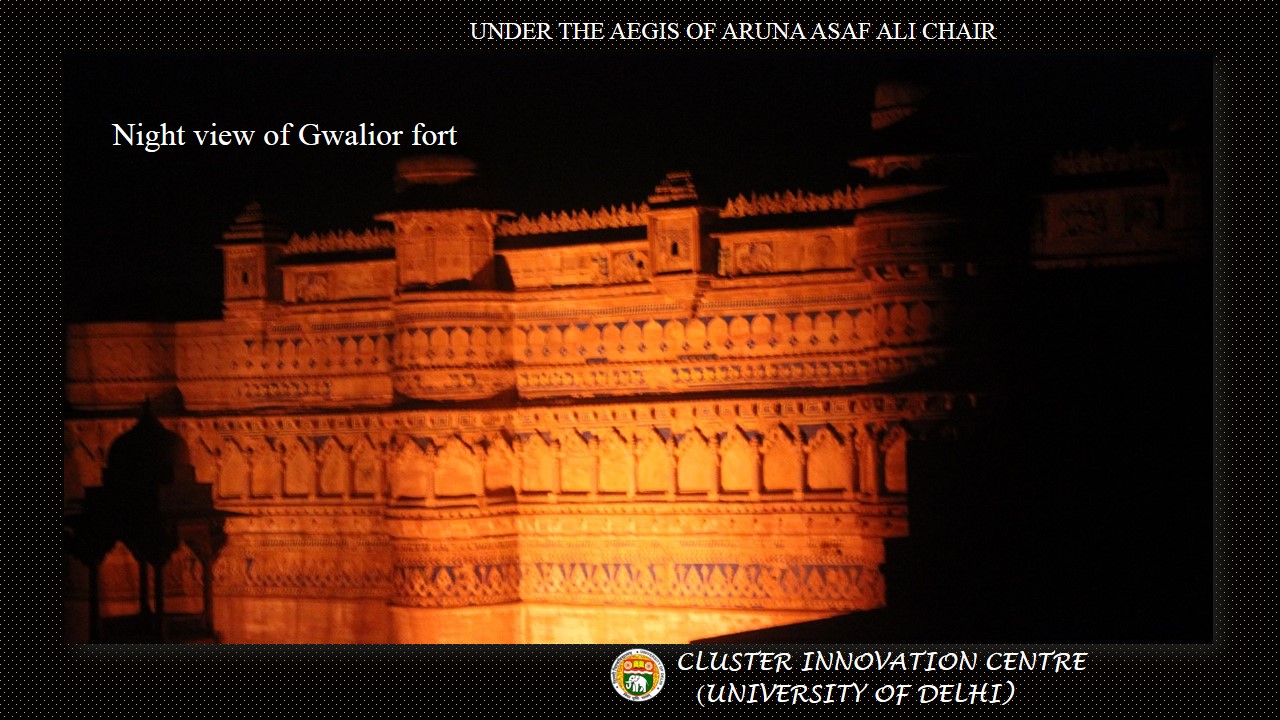 UNDER THE AEGIS OF ARUNA ASAF ALI CHAIR
Night view of Gwalior fort
CLUSTER INNOVATION CENTRE
(UNIVERSITY OF DELHI)